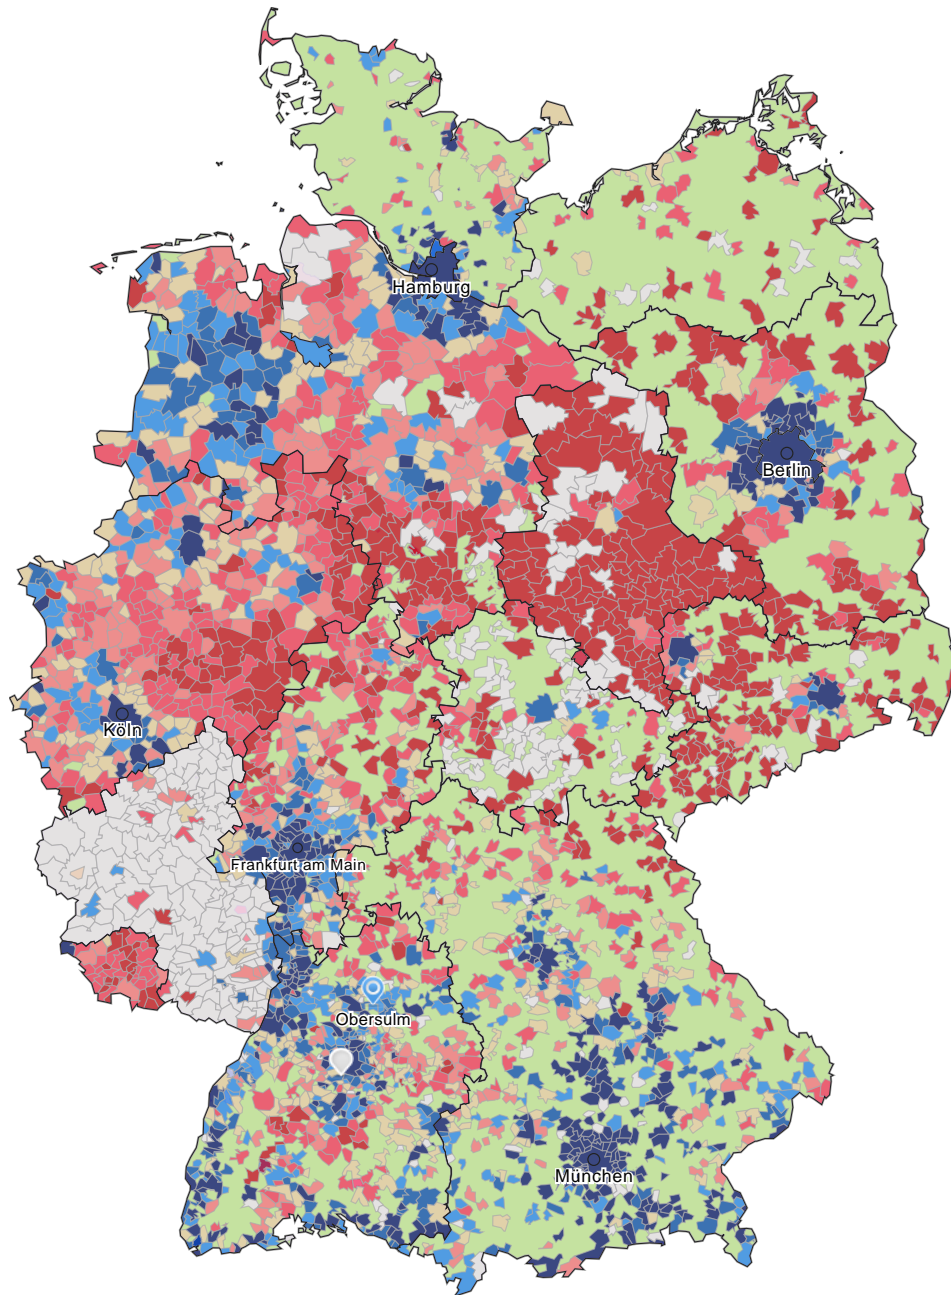 Hamburg
Berlin
Köln
Frankfurt am Main
Obersulm
München